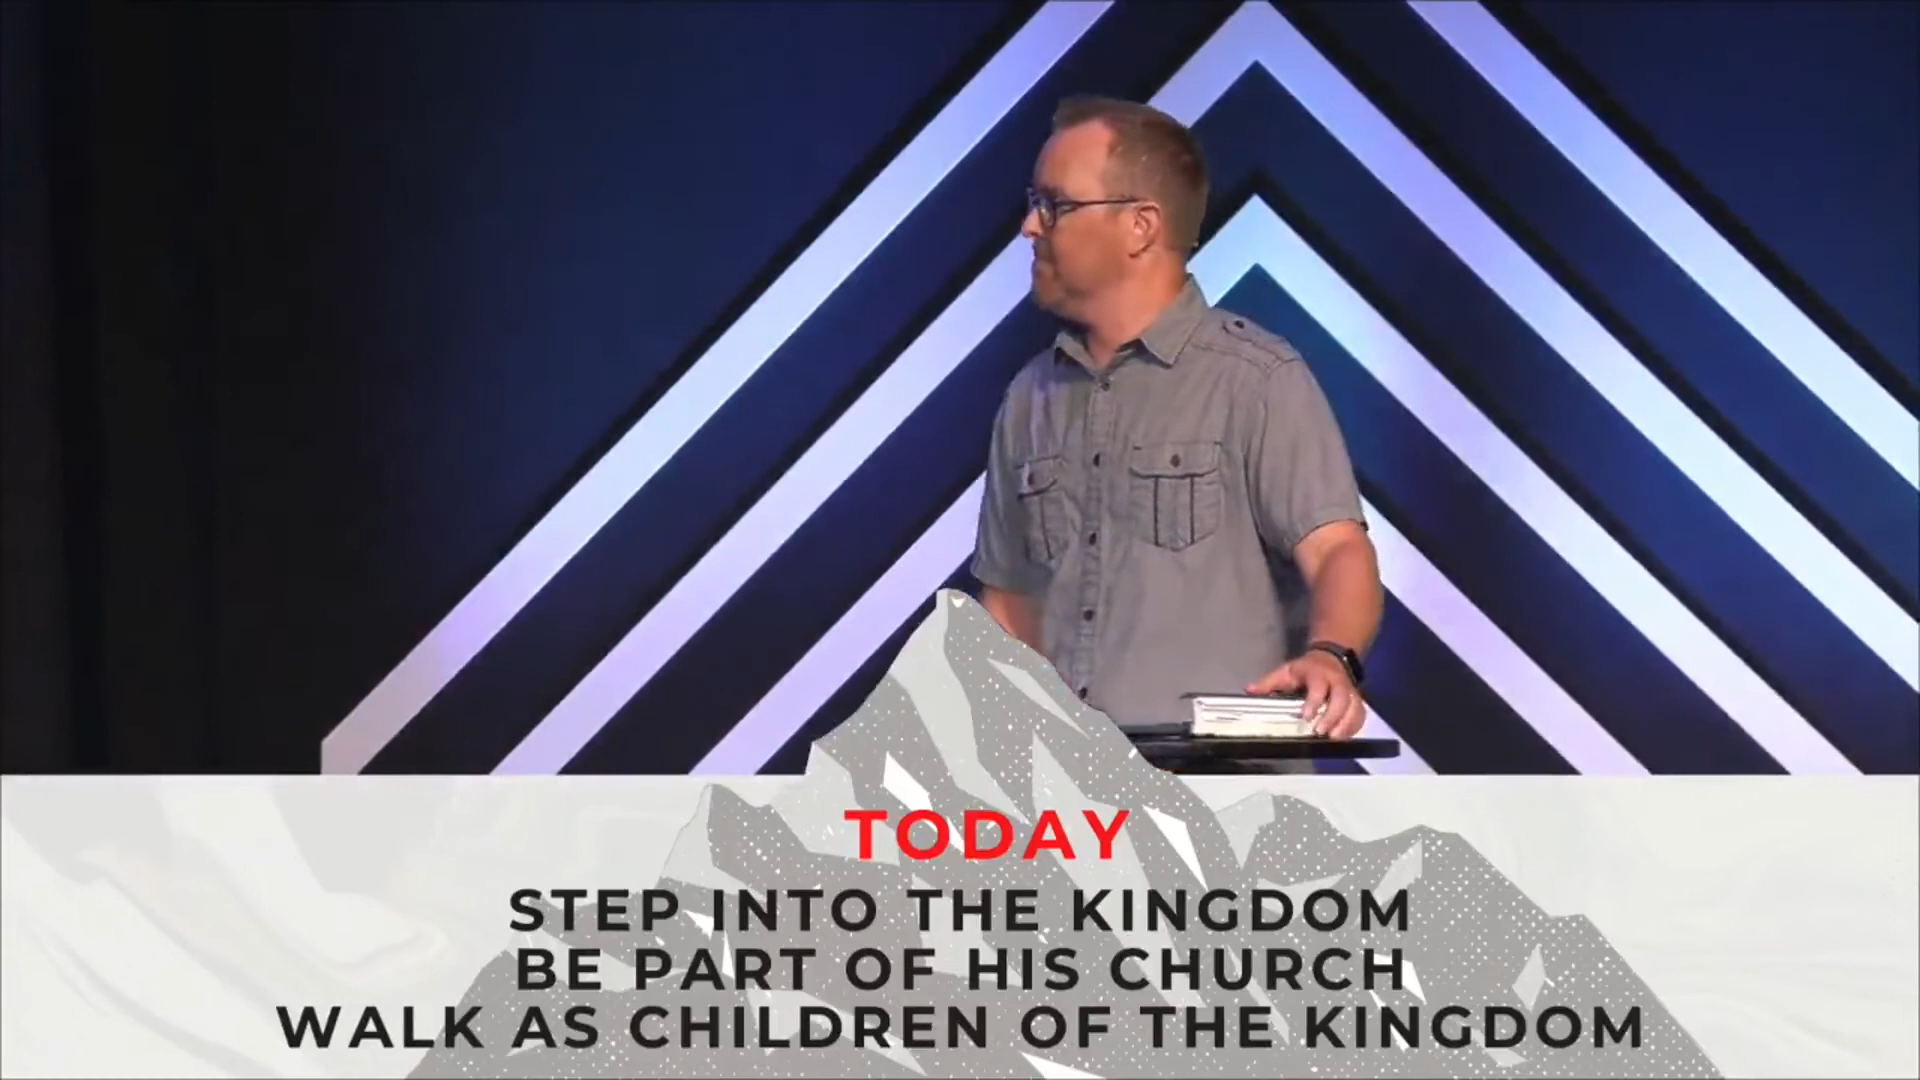 TODAY
STEP INTO THE KINGDOM
BE PART OF HIS CHURCH
WALK AS CHILDREN OF THE KINGDOM